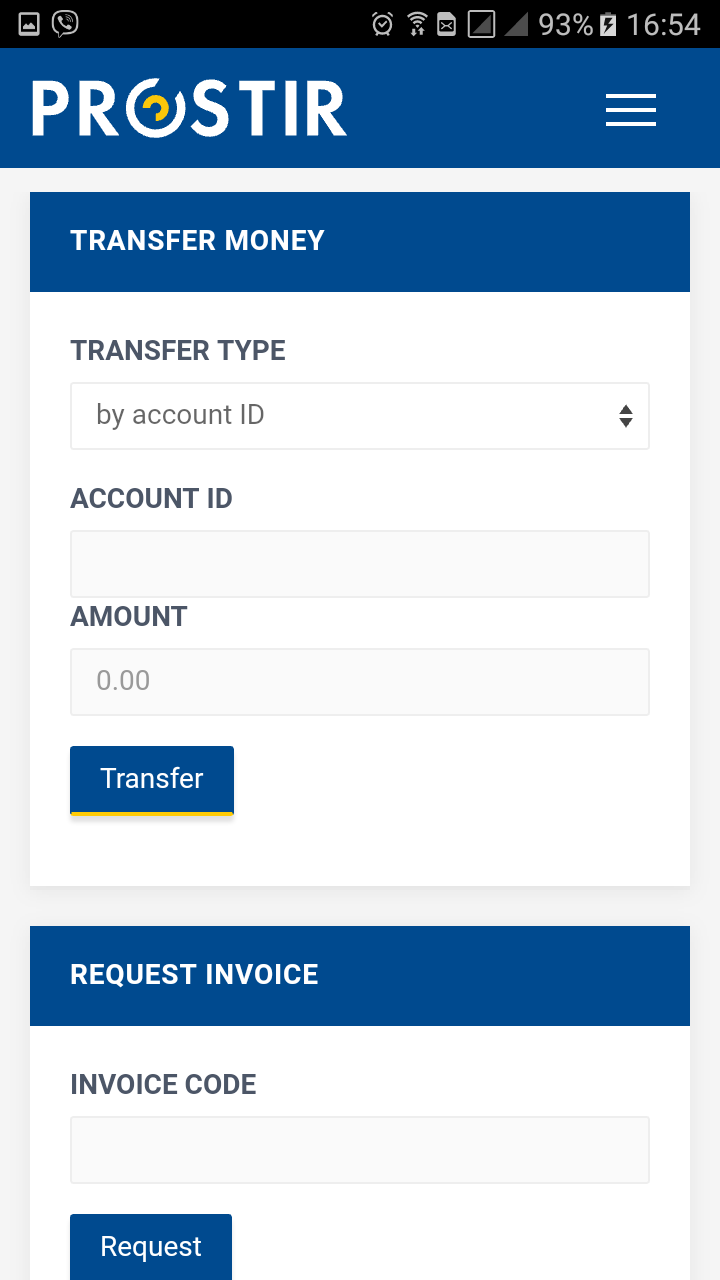 93% 16:54
PROSTIR
TRANSFER MONEY
TRANSFER TYPE
by account ID
ACCOUNT ID
AMOUNT
0.00
Transfer
REQUEST INVOICE
INVOICE CODE
Request